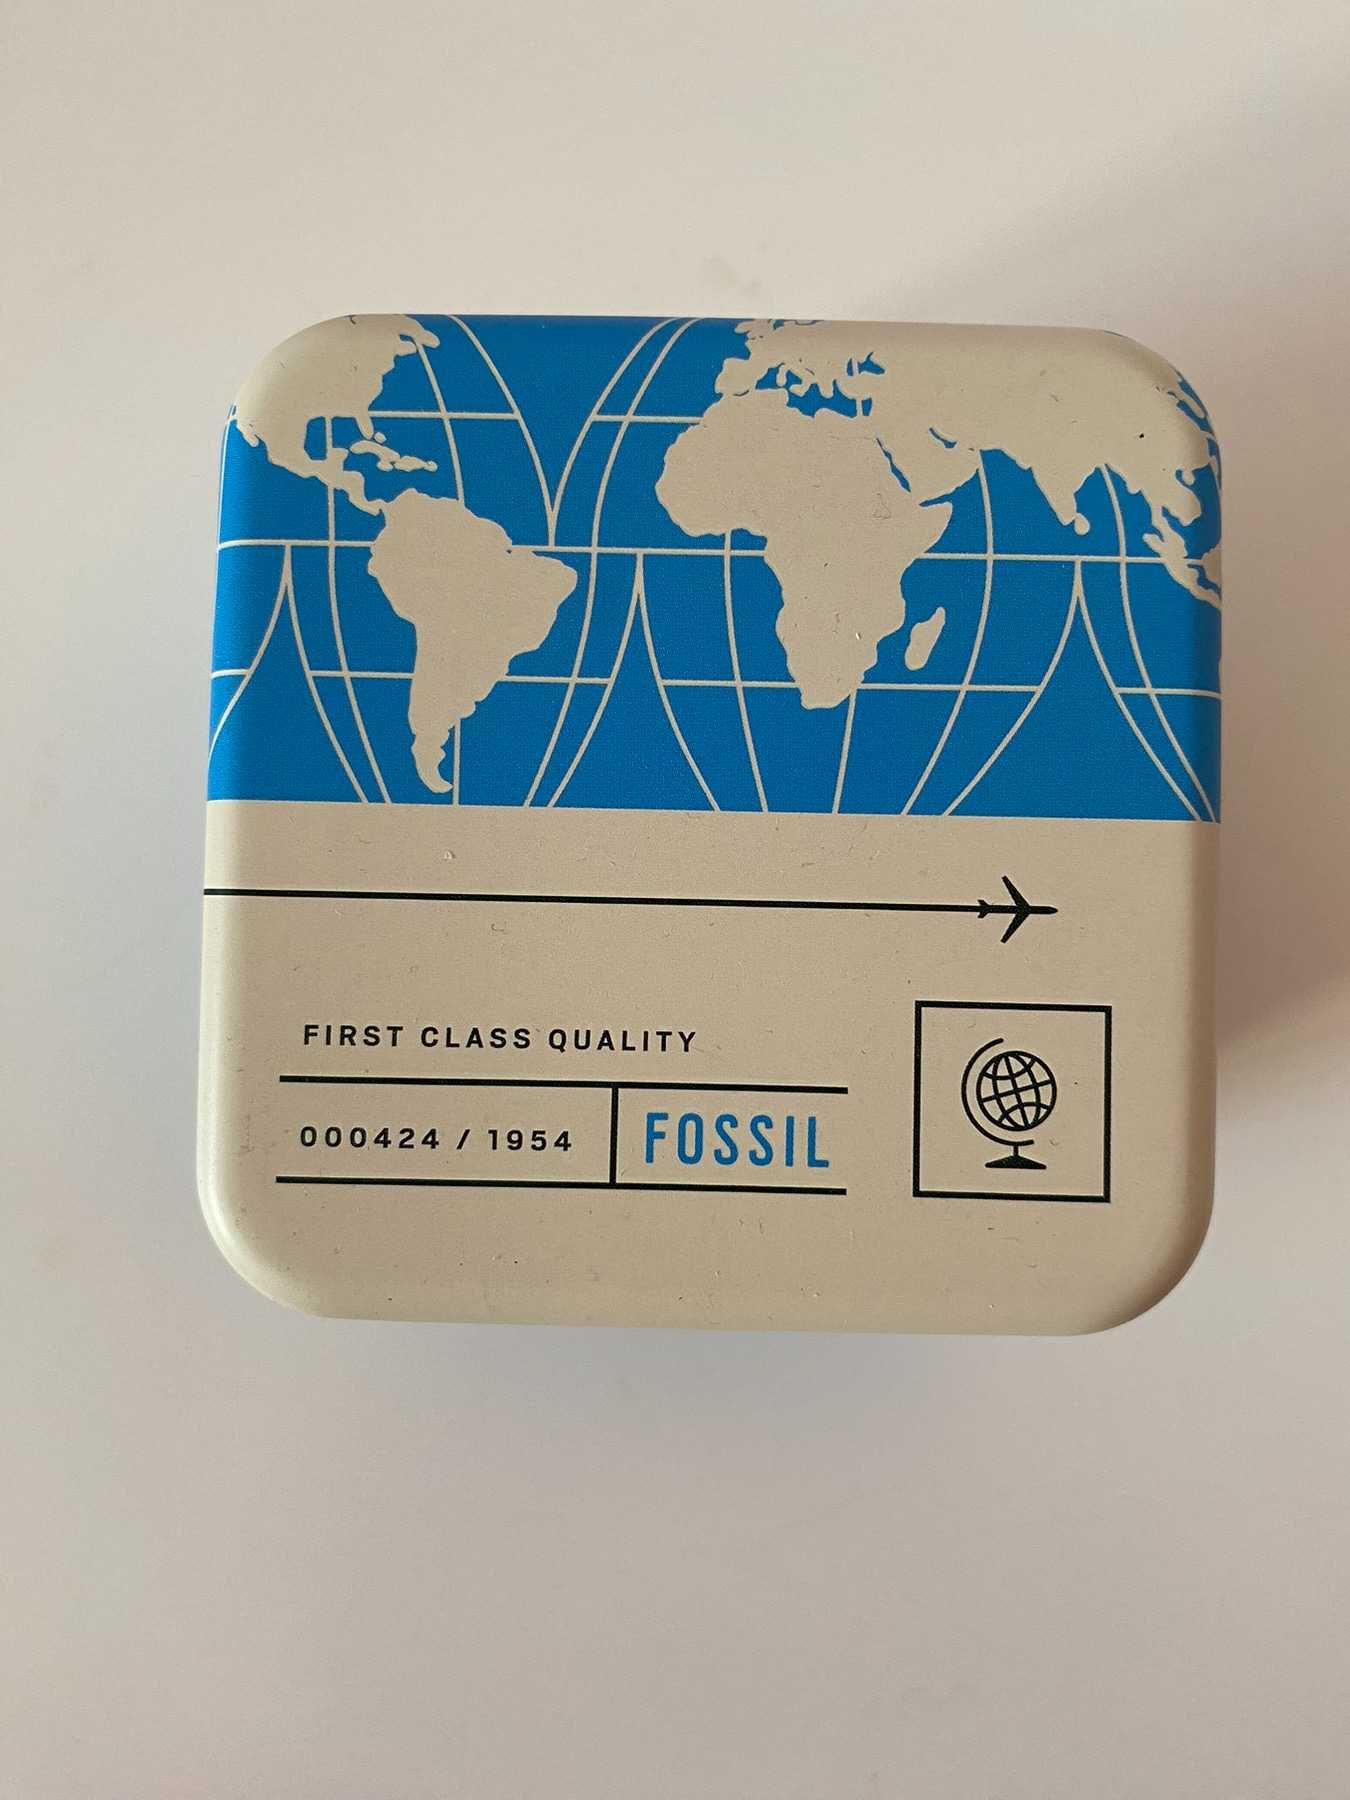 FIRST CLASS QUALITY
000424 / 1954
FOSSIL